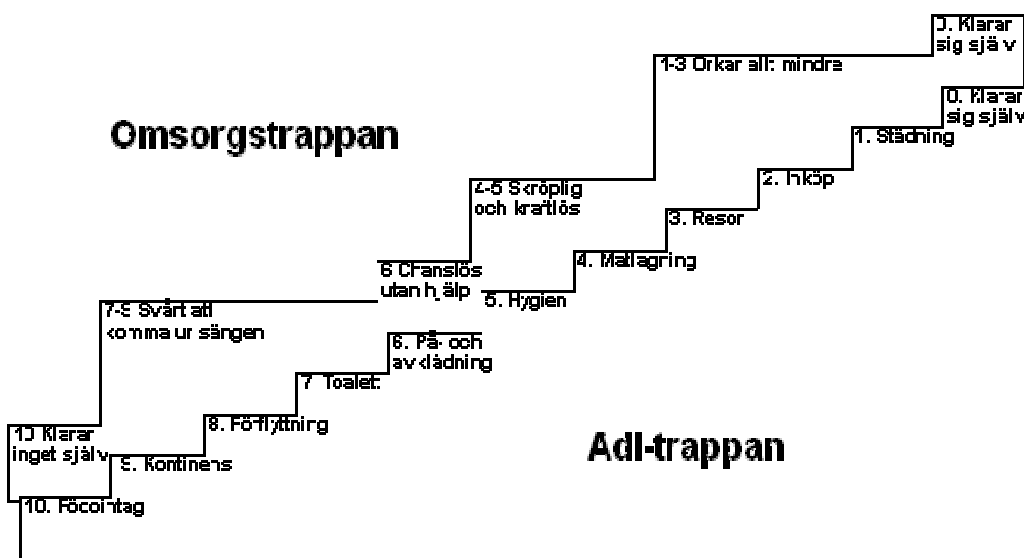 0. Klarar
sig själv
1-3 Orkar allt mindre
0. Klarar
sig själv
Omsorgstrappan
1. Städning
2. Inköp
4-5 Skröplig
och kraftlös
3. Resor
4. Matlagning
6 Chanslös
utan hjälp
5. Hygien
7-9 Svårt att
komma ur sängen
6. På- och
avklädning
7 Toalett
8. Förflyttning
10 Klarar
inget själv
Adl-trappan
9. Kontinens
10. Födointag